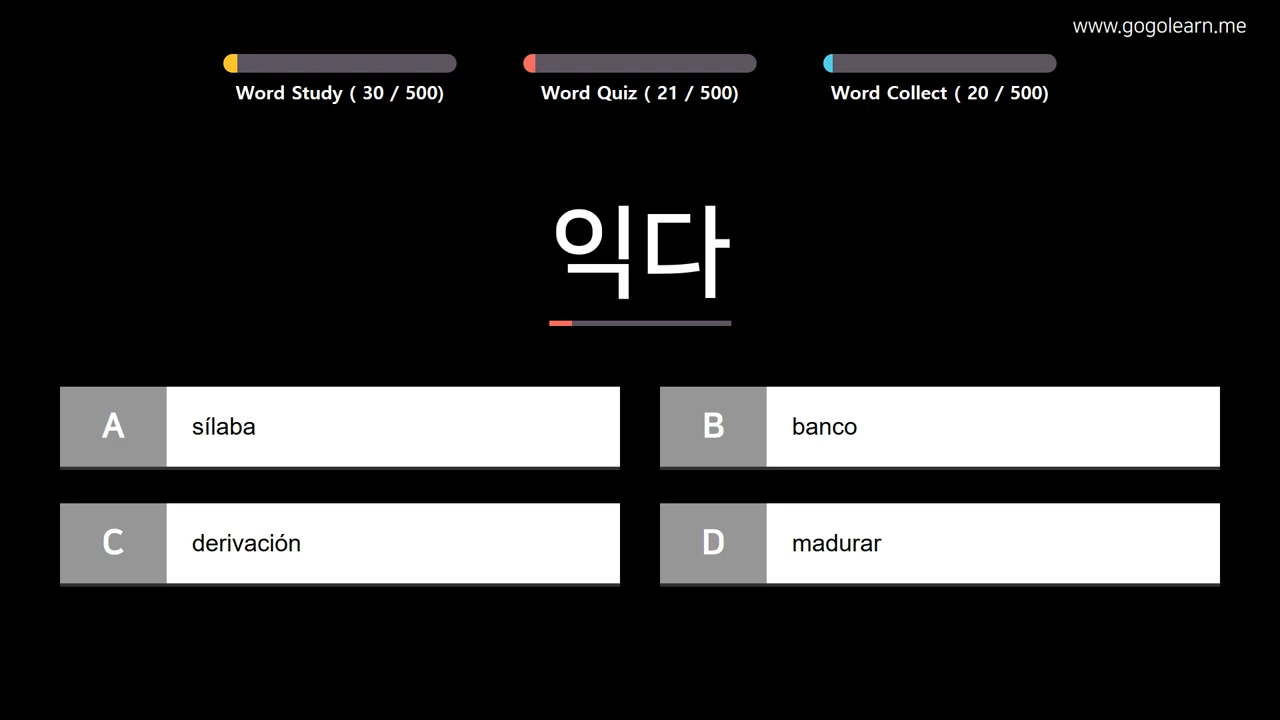 www.gogolearn.me
Word Study ( 30 / 500)
Word Quiz ( 21 / 500)
Word Collect ( 20 / 500)
익다
A sílaba
B banco
C derivación
D madurar